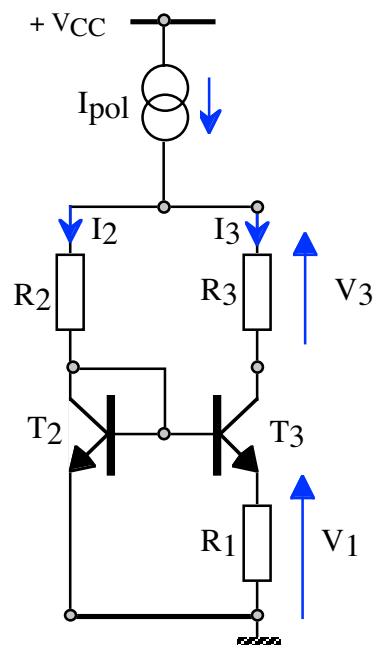 + VCC
Ipol
I2 I3
R2 R3 V3
T2 T3
R1 V1